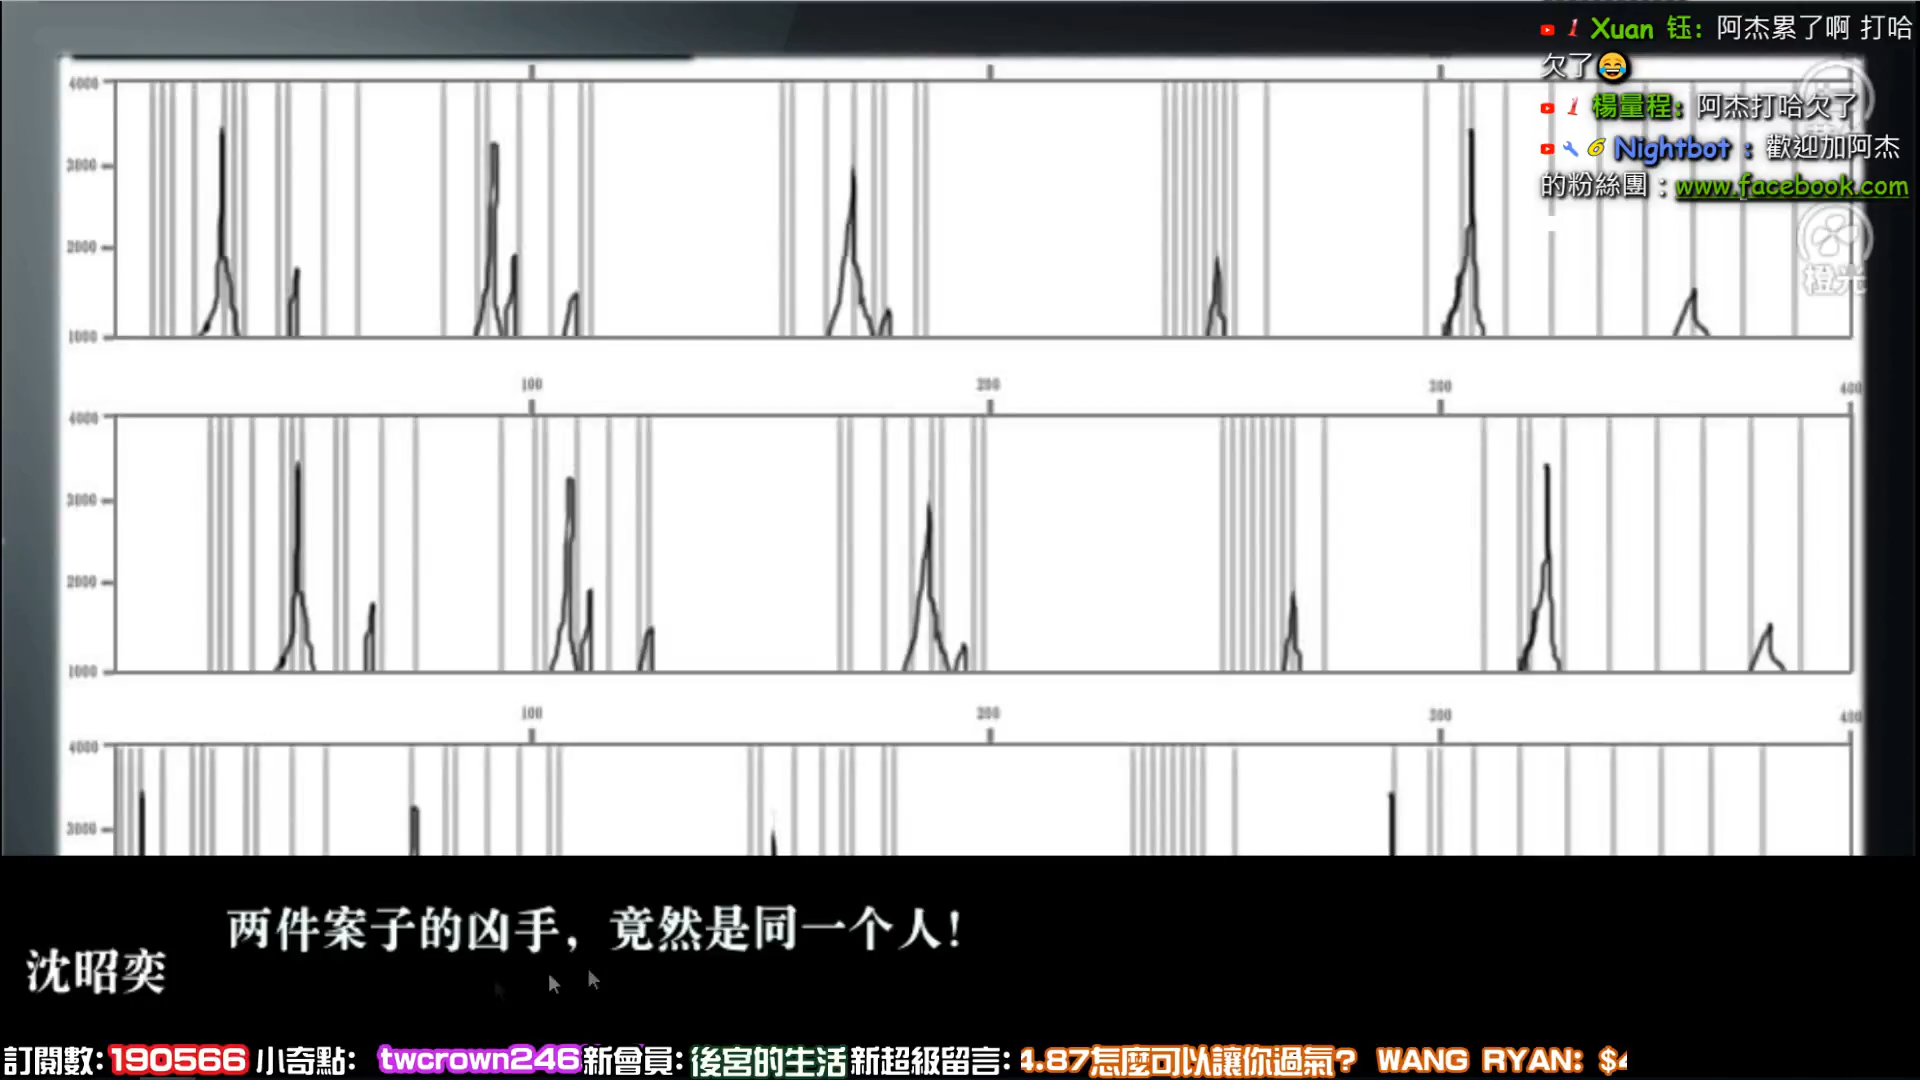 Xuan 钰: 阿杰累了啊 打哈
欠了😂
楊量程: 阿杰打哈欠了
6 Nightbot : 歡迎加阿杰
的粉絲團：www.facebook.com
橙光
4000
3000
2000
1000
100 200 300 400
4000
3000
2000
1000
100 200 300 400
4000
3000
两件案子的凶手，竟然是同一个人！
沈昭奕
訂閱數: 190566 小奇點: twcrown246 新會員: 後宮的生活 新超級留言: 4.87怎麼可以讓你過氣? WANG RYAN: $4